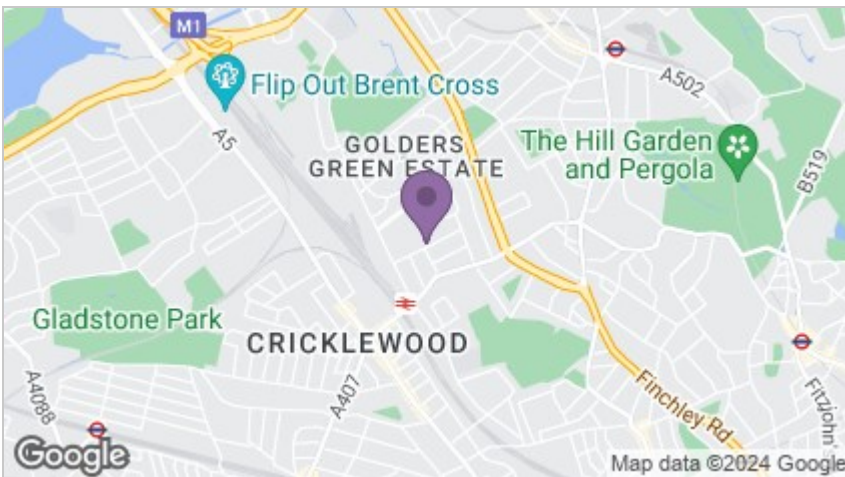 M1
Flip Out Brent Cross
A502
A5
GOLDERS
GREEN ESTATE
The Hill Garden
and Pergola
B519
Gladstone Park
CRICKLEWOOD
A4088
A407
Finchley Rd
Fitzjohn's
Google
Map data ©2024 Google